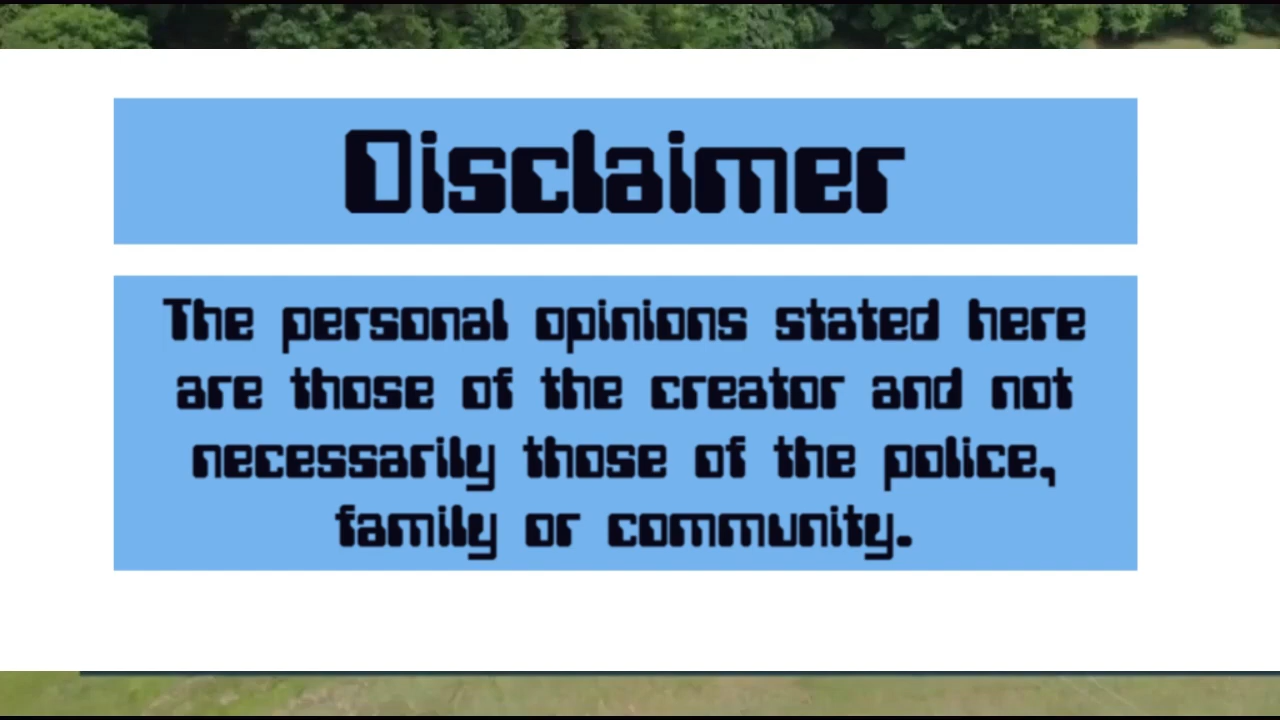 Disclaimer
The personal opinions stated here
are those of the creator and not
necessarily those of the police,
family or community.